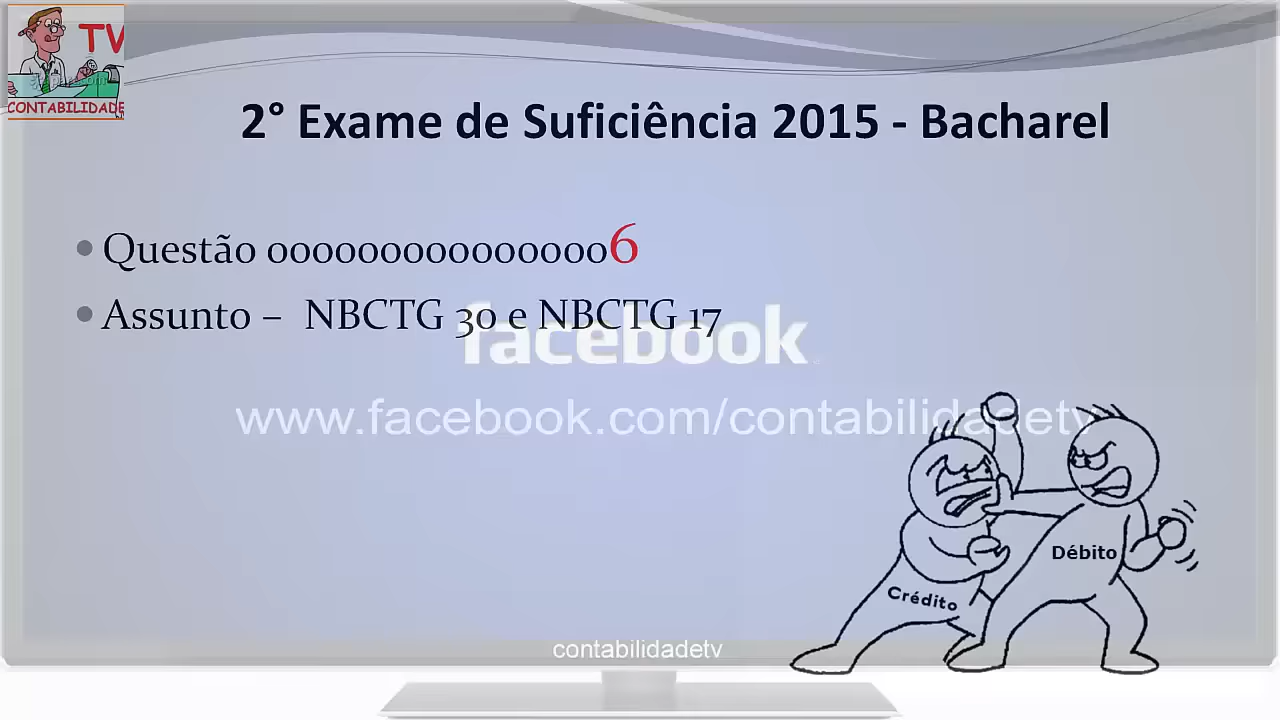 TV
CONTABILIDADE
2° Exame de Suficiência 2015 - Bacharel
• Questão ooooooooooooooo6
• Assunto – NBCTG 30 e NBCTG 17
facebook
www.facebook.com/contabilidadetv
Débito
Crédito
contabilidadetv